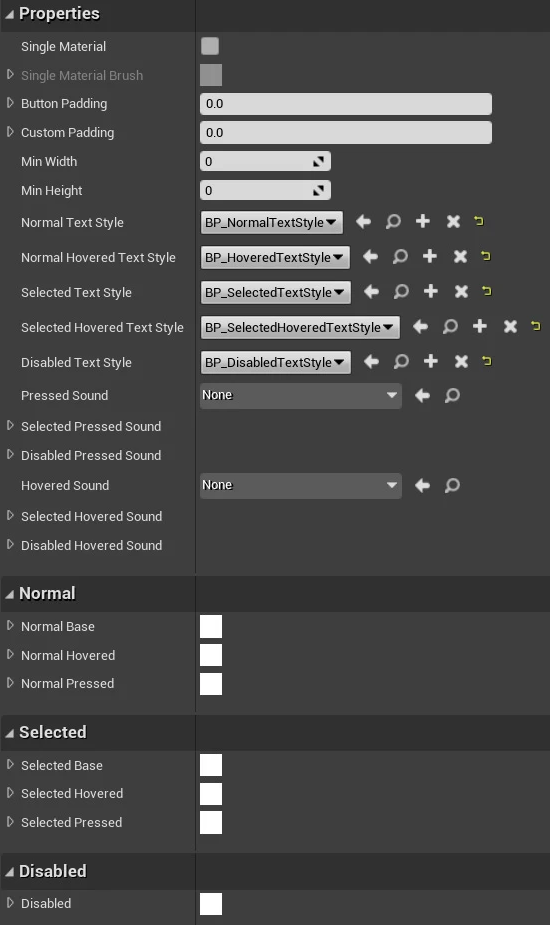 Properties
Single Material
Single Material Brush
Button Padding 0.0
Custom Padding 0.0
Min Width 0
Min Height 0
Normal Text Style BP_NormalTextStyle
Normal Hovered Text Style BP_HoveredTextStyle
Selected Text Style BP_SelectedTextStyle
Selected Hovered Text Style BP_SelectedHoveredTextStyle
Disabled Text Style BP_DisabledTextStyle
Pressed Sound None
Selected Pressed Sound
Disabled Pressed Sound
Hovered Sound None
Selected Hovered Sound
Disabled Hovered Sound
Normal
Normal Base
Normal Hovered
Normal Pressed
Selected
Selected Base
Selected Hovered
Selected Pressed
Disabled
Disabled